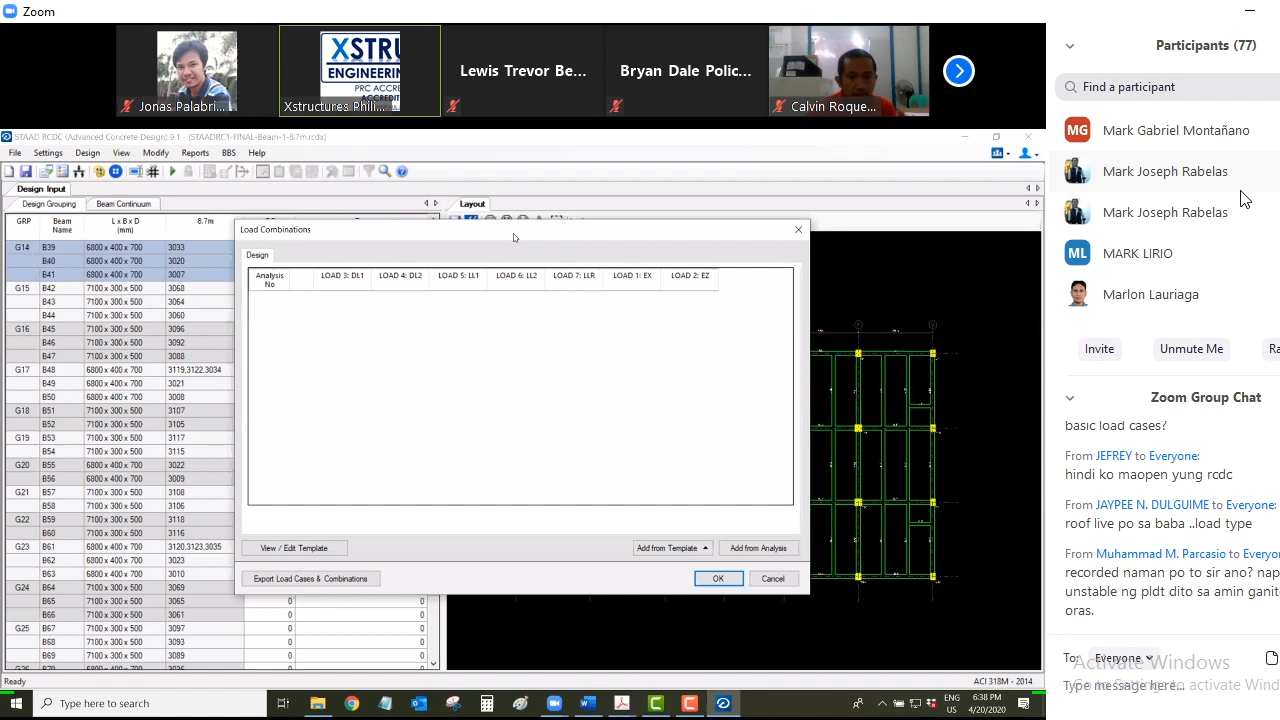 Zoom
Jonas Palabri...
XSTRU
ENGINEERIN
PRC ACCRE
Xstructures Phili...
Lewis Trevor Be...
Bryan Dale Polic...
Calvin Roque...
STAAD RCDC (Advanced Concrete Design) 9.1 - [STAADRC1-FINAL-Beam-1-8.7m.rcdx]
File Settings Design View Modify Reports BBS Help
Design Input
Design Grouping Beam Continuum
Layout
GRP Beam Name L x B x D (mm) 8.7m
G14 B39 6800 x 400 x 700 3033
B40 6800 x 400 x 700 3020
B41 6800 x 400 x 700 3007
G15 B42 7100 x 300 x 500 3068
B43 7100 x 300 x 500 3064
B44 7100 x 300 x 500 3060
G16 B45 7100 x 300 x 500 3096
B46 7100 x 300 x 500 3092
B47 7100 x 300 x 500 3088
G17 B48 6800 x 400 x 700 3119,3122,3034
B49 6800 x 400 x 700 3021
B50 6800 x 400 x 700 3008
G18 B51 7100 x 300 x 500 3107
B52 7100 x 300 x 500 3105
G19 B53 7100 x 300 x 500 3117
B54 7100 x 300 x 500 3115
G20 B55 6800 x 400 x 700 3022
B56 6800 x 400 x 700 3009
G21 B57 7100 x 300 x 500 3108
B58 7100 x 300 x 500 3106
G22 B59 7100 x 300 x 500 3118
B60 7100 x 300 x 500 3116
G23 B61 6800 x 400 x 700 3120,3123,3035
B62 6800 x 400 x 700 3023
B63 6800 x 400 x 700 3010
G24 B64 7100 x 300 x 500 3069
B65 7100 x 300 x 500 3065 0 0
B66 7100 x 300 x 500 3061 0 0
G25 B67 7100 x 300 x 500 3097 0 0
B68 7100 x 300 x 500 3093 0 0
B69 7100 x 300 x 500 3089 0 0
Load Combinations
Design
Analysis No LOAD 3: DL1 LOAD 4: DL2 LOAD 5: LL1 LOAD 6: LL2 LOAD 7: LLR LOAD 1: EX LOAD 2: EZ
View / Edit Template
Add from Template
Add from Analysis
Export Load Cases & Combinations
OK
Cancel
Ready
ACI 318M - 2014
Type here to search
ENG
US
6:38 PM
4/20/2020
Participants (77)
Find a participant
MG Mark Gabriel Montañano
Mark Joseph Rabelas
Mark Joseph Rabelas
ML MARK LIRIO
Marlon Lauriaga
Invite
Unmute Me
Ra
Zoom Group Chat
basic load cases?
From JEFREY to Everyone:
hindi ko maopen yung rcdc
From JAYPEE N. DULGUIME to Everyone:
roof live po sa baba ..load type
From Muhammad M. Parcasio to Everyo
recorded naman po to sir ano? nap
unstable ng pldt dito sa amin ganit
oras.
To: Everyone
Type message here...
Activate Windows
Go to Settings to activate Wind